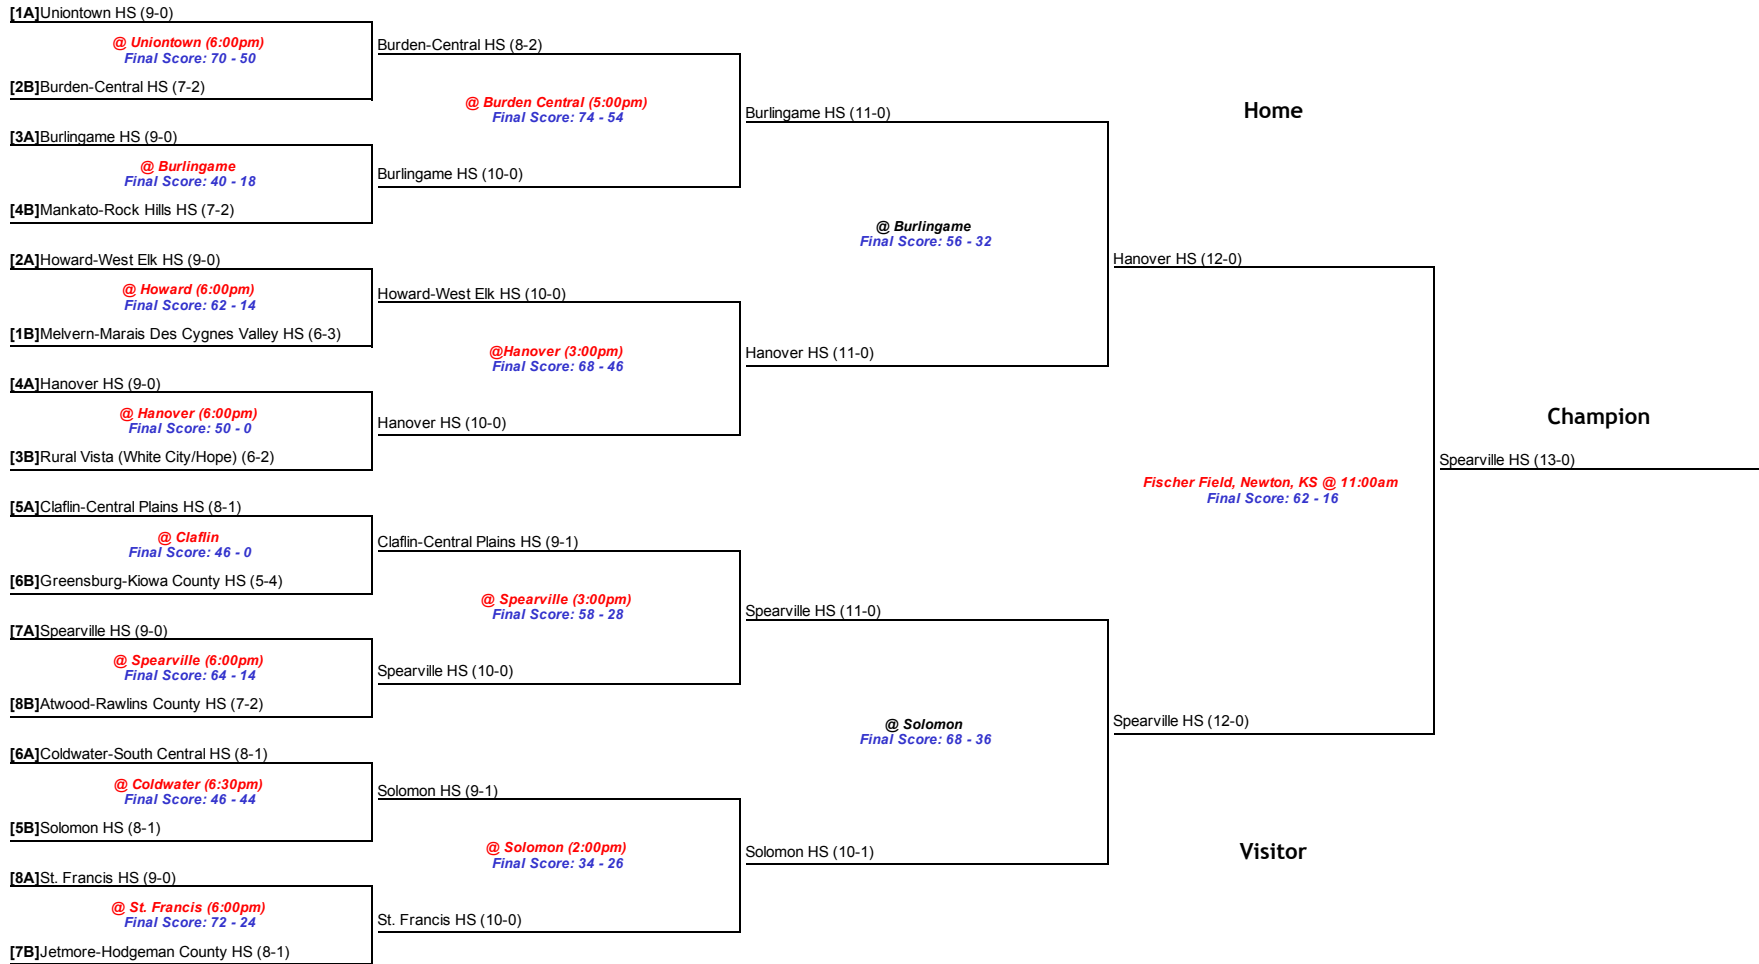 [1A]Uniontown HS (9-0)
@ Uniontown (6:00pm)
Final Score: 70 - 50
[2B]Burden-Central HS (7-2)
[3A]Burlingame HS (9-0)
@ Burlingame
Final Score: 40 - 18
[4B]Mankato-Rock Hills HS (7-2)
[2A]Howard-West Elk HS (9-0)
@ Howard (6:00pm)
Final Score: 62 - 14
[1B]Melvern-Marais Des Cygnes Valley HS (6-3)
[4A]Hanover HS (9-0)
@ Hanover (6:00pm)
Final Score: 50 - 0
[3B]Rural Vista (White City/Hope) (6-2)
[5A]Claflin-Central Plains HS (8-1)
@ Claflin
Final Score: 46 - 0
[6B]Greensburg-Kiowa County HS (5-4)
[7A]Spearville HS (9-0)
@ Spearville (6:00pm)
Final Score: 64 - 14
[8B]Atwood-Rawlins County HS (7-2)
[6A]Coldwater-South Central HS (8-1)
@ Coldwater (6:30pm)
Final Score: 46 - 44
[5B]Solomon HS (8-1)
[8A]St. Francis HS (9-0)
@ St. Francis (6:00pm)
Final Score: 72 - 24
[7B]Jetmore-Hodgeman County HS (8-1)
Burden-Central HS (8-2)
@ Burden Central (5:00pm)
Final Score: 74 - 54
Burlingame HS (10-0)
Howard-West Elk HS (10-0)
@Hanover (3:00pm)
Final Score: 68 - 46
Hanover HS (10-0)
Claflin-Central Plains HS (9-1)
@ Spearville (3:00pm)
Final Score: 58 - 28
Spearville HS (10-0)
Solomon HS (9-1)
@ Solomon (2:00pm)
Final Score: 34 - 26
St. Francis HS (10-0)
Burlingame HS (11-0)
@ Burlingame
Final Score: 56 - 32
Hanover HS (11-0)
Spearville HS (11-0)
@ Solomon
Final Score: 68 - 36
Solomon HS (10-1)
Home
Hanover HS (12-0)
Fischer Field, Newton, KS @ 11:00am
Final Score: 62 - 16
Spearville HS (12-0)
Visitor
Champion
Spearville HS (13-0)